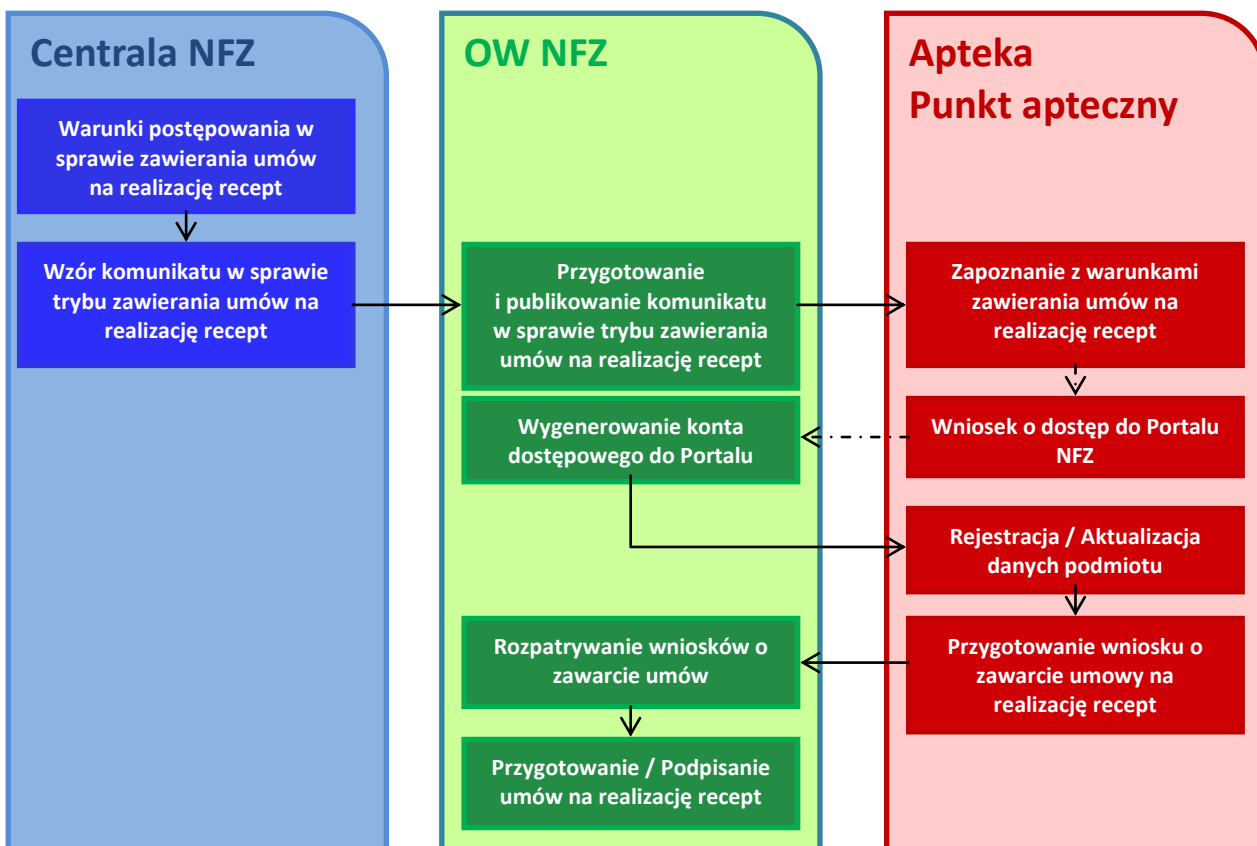 Centrala NFZ
Warunki postępowania w
sprawie zawierania umów
na realizację recept
Wzór komunikatu w sprawie
trybu zawierania umów na
realizację recept
OW NFZ
Przygotowanie
i publikowanie komunikatu
w sprawie trybu zawierania
umów na realizację recept
Wygenerowanie konta
dostępowego do Portalu
Rozpatrywanie wniosków o
zawarcie umów
Przygotowanie / Podpisanie
umów na realizację recept
Apteka
Punkt apteczny
Zapoznanie z warunkami
zawierania umów na
realizację recept
Wniosek o dostęp do Portalu
NFZ
Rejestracja / Aktualizacja
danych podmiotu
Przygotowanie wniosku o
zawarcie umowy na
realizację recept